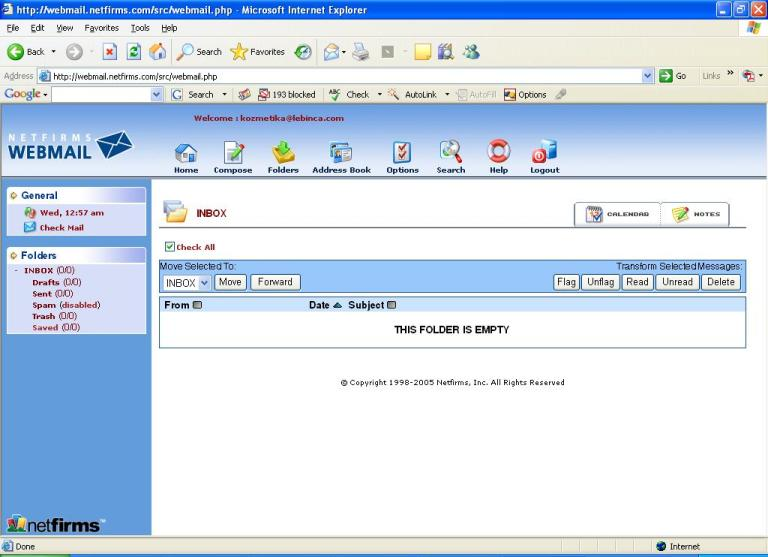 http://webmail.netfirms.com/src/webmail.php - Microsoft Internet Explorer
File Edit View Favorites Tools Help
Back Search Favorites
Address http://webmail.netfirms.com/src/webmail.php Go Links »
Google Search 193 blocked Check AutoLink AutoFill Options
Welcome : kozmetika@lebinca.com
NETFIRMS
WEBMAIL
Home Compose Folders Address Book Options Search Help Logout
General
Wed, 12:57 am
Check Mail
Folders
- INBOX (0/0)
Drafts (0/0)
Sent (0/0)
Spam (disabled)
Trash (0/0)
Saved (0/0)
INBOX
CALENDAR NOTES
Check All
Move Selected To: Transform Selected Messages:
INBOX Move Forward Flag Unflag Read Unread Delete
From Date Subject
THIS FOLDER IS EMPTY
© Copyright 1998-2005 Netfirms, Inc. All Rights Reserved
netfirms™
Done Internet